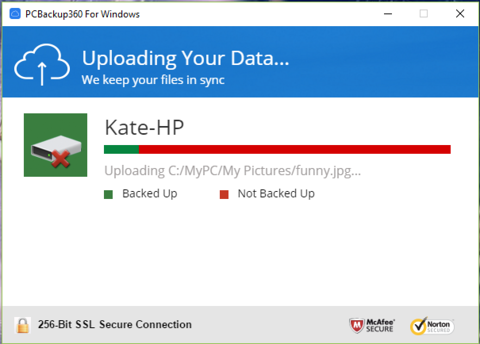 PCBackup360 For Windows
Uploading Your Data...
We keep your files in sync
Kate-HP
Uploading C:/MyPC/My Pictures/funny.jpg...
Backed Up
Not Backed Up
256-Bit SSL Secure Connection
McAfee
SECURE
Norton
SECURED